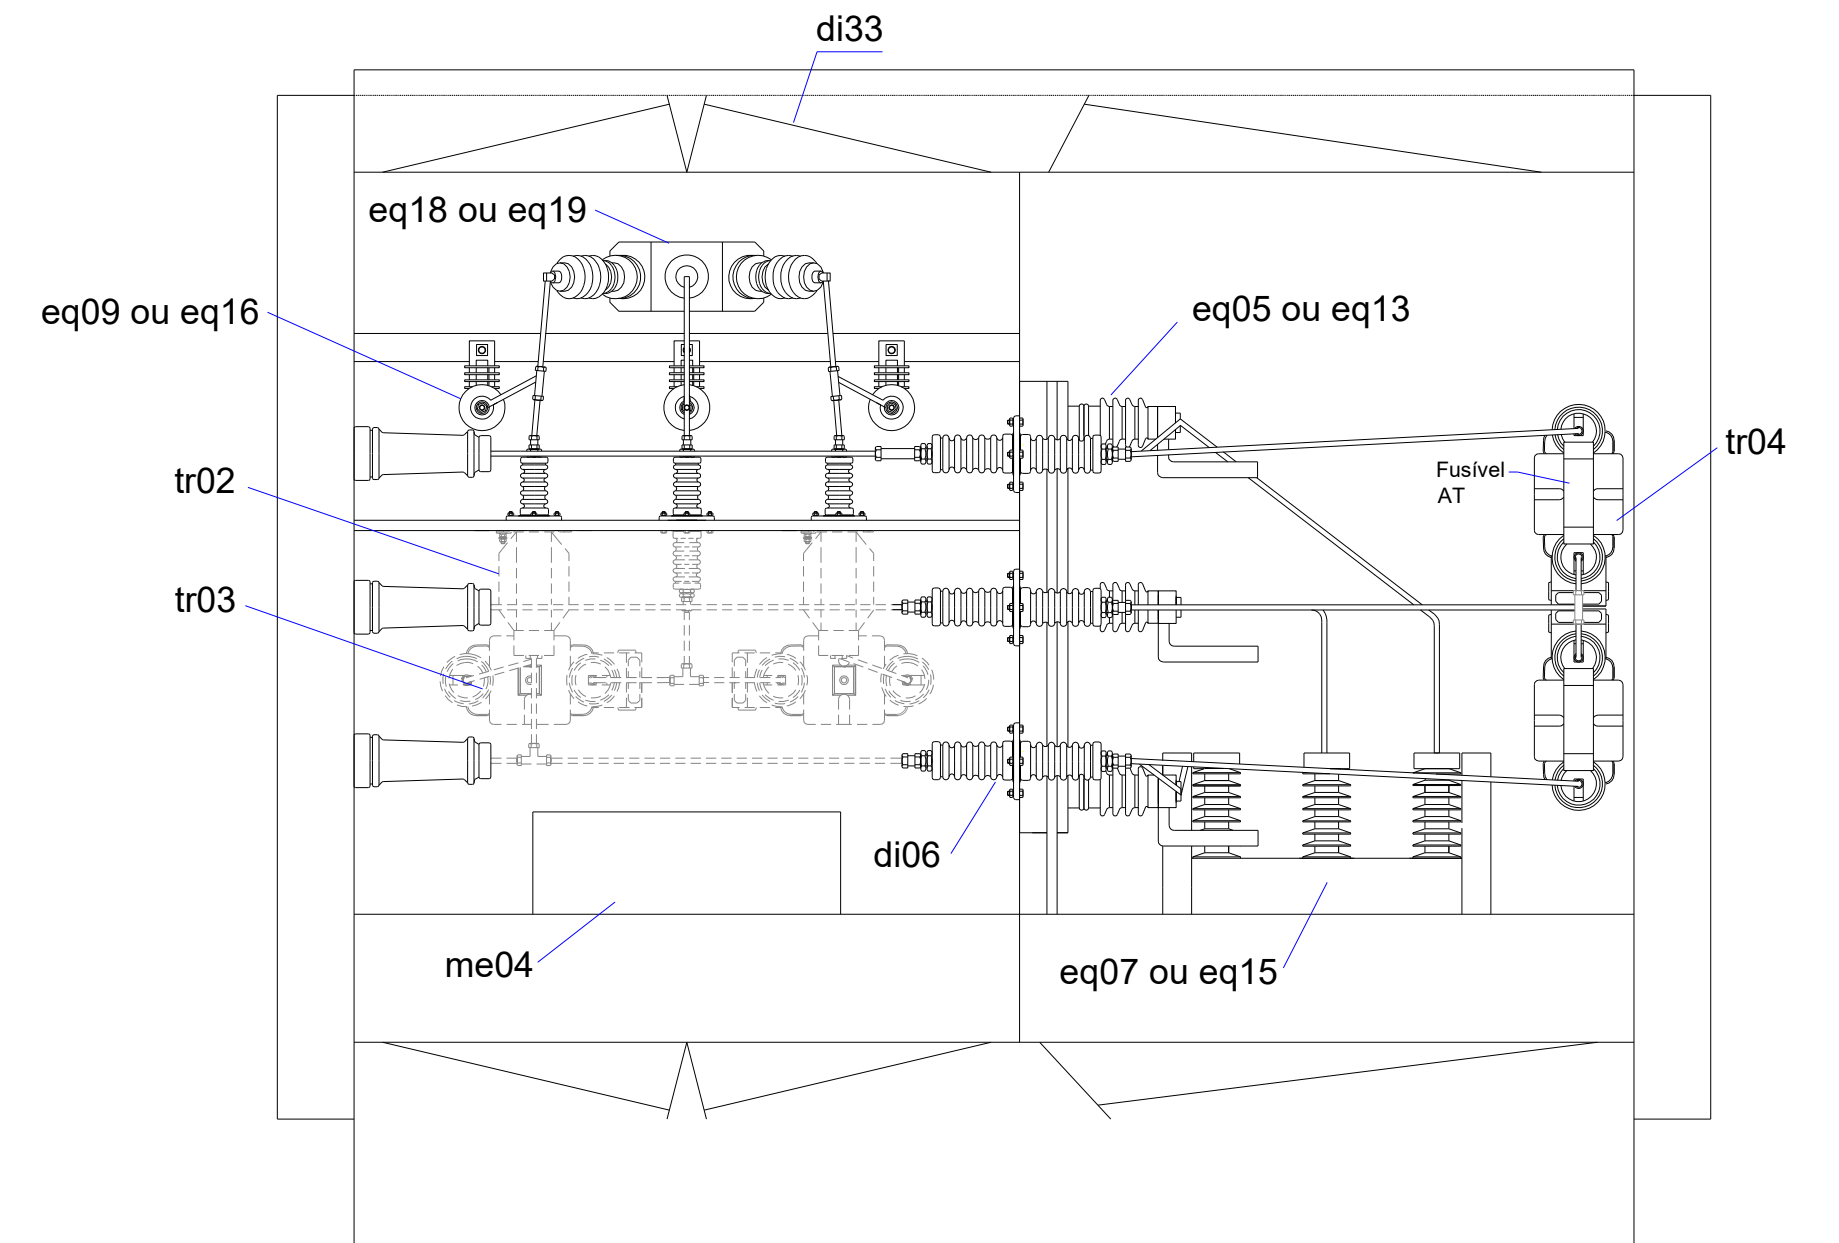 di33
eq18 ou eq19
eq09 ou eq16
eq05 ou eq13
tr04
Fusível
AT
tr02
tr03
di06
me04
eq07 ou eq15